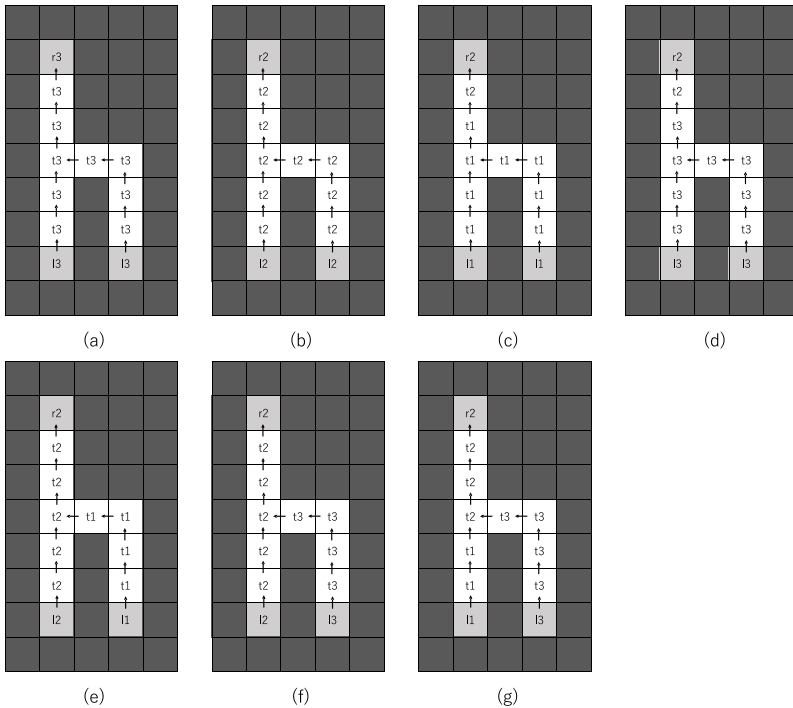 r3 r2 r2 r2
t3 t2 t2 t2
t3 t2 t1 t3
t3 t3 t3 t2 t2 t2 t1 t1 t1 t3 t3 t3
t3 t3 t2 t2 t1 t1 t3 t3
t3 t3 t2 t2 t1 t1 t3 t3
l3 l3 l2 l2 l1 l1 l3 l3
(a) (b) (c) (d)
r2 r2 r2
t2 t2 t2
t2 t2 t2
t2 t1 t1 t2 t3 t3 t2 t3 t3
t2 t1 t2 t3 t1 t3
t2 t1 t2 t3 t1 t3
l2 l1 l2 l3 l1 l3
(e) (f) (g)